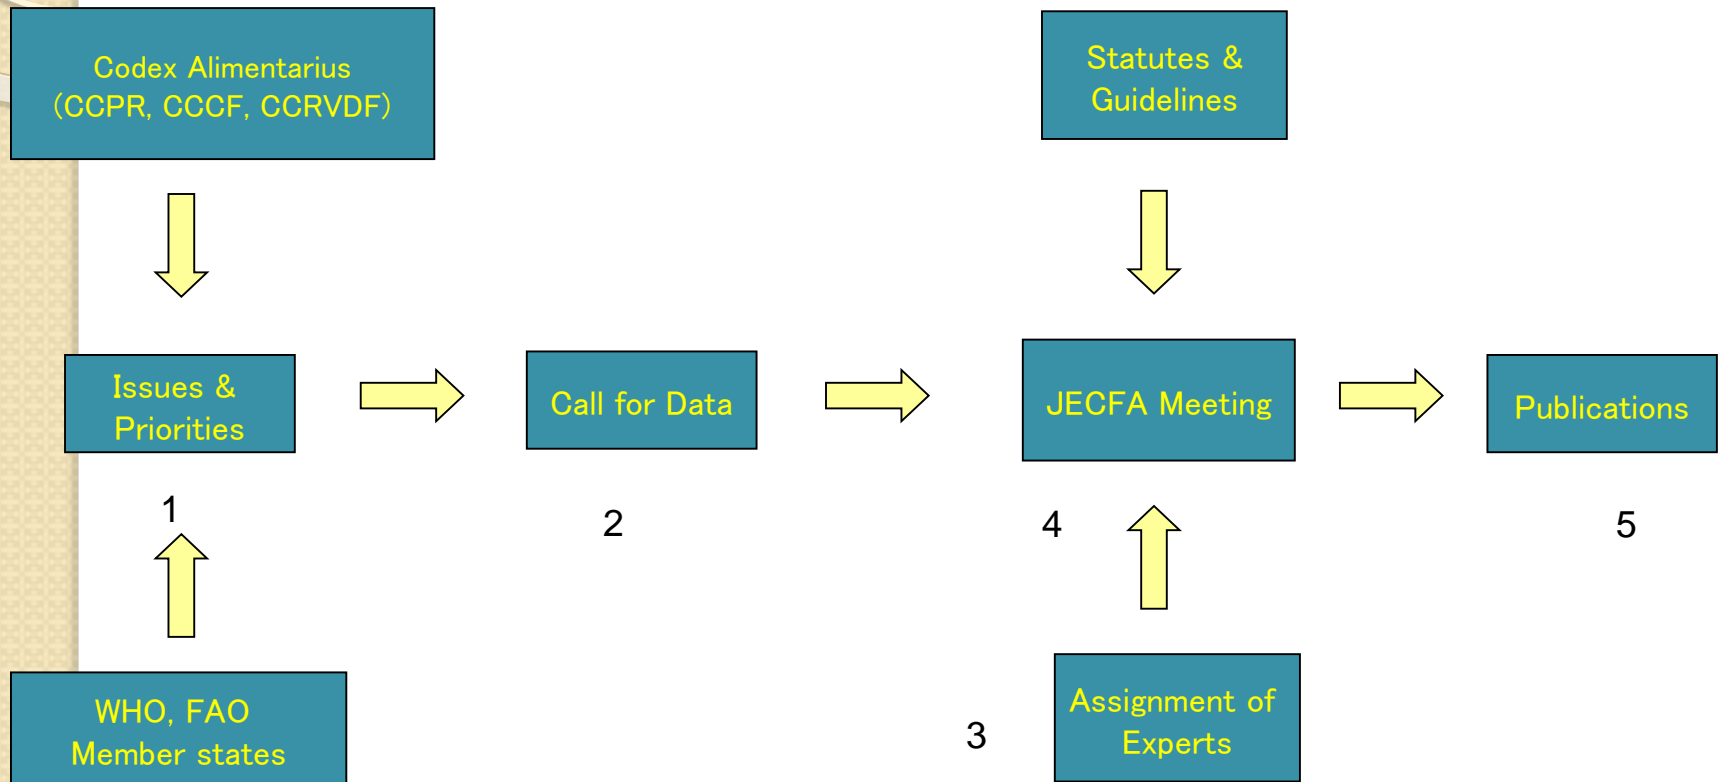 Codex Alimentarius
(CCPR, CCCF, CCRVDF)
Statutes &
Guidelines
Issues &
Priorities
Call for Data
JECFA Meeting
Publications
1
2
4
5
WHO, FAO
Member states
3
Assignment of
Experts